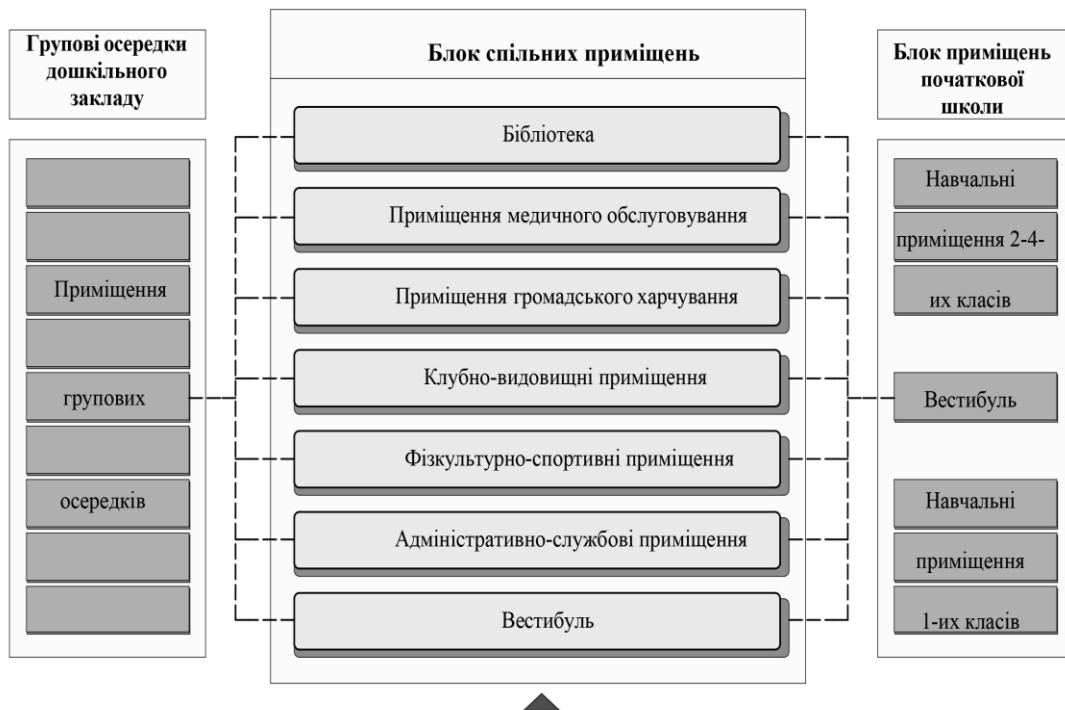 Групові осередки
дошкільного
закладу
Приміщення
групових
осередків
Блок спільних приміщень
Бібліотека
Приміщення медичного обслуговування
Приміщення громадського харчування
Клубно-видовищні приміщення
Фізкультурно-спортивні приміщення
Адміністративно-службові приміщення
Вестибуль
Блок приміщень
початкової
школи
Навчальні
приміщення 2-4-
их класів
Вестибуль
Навчальні
приміщення
1-их класів